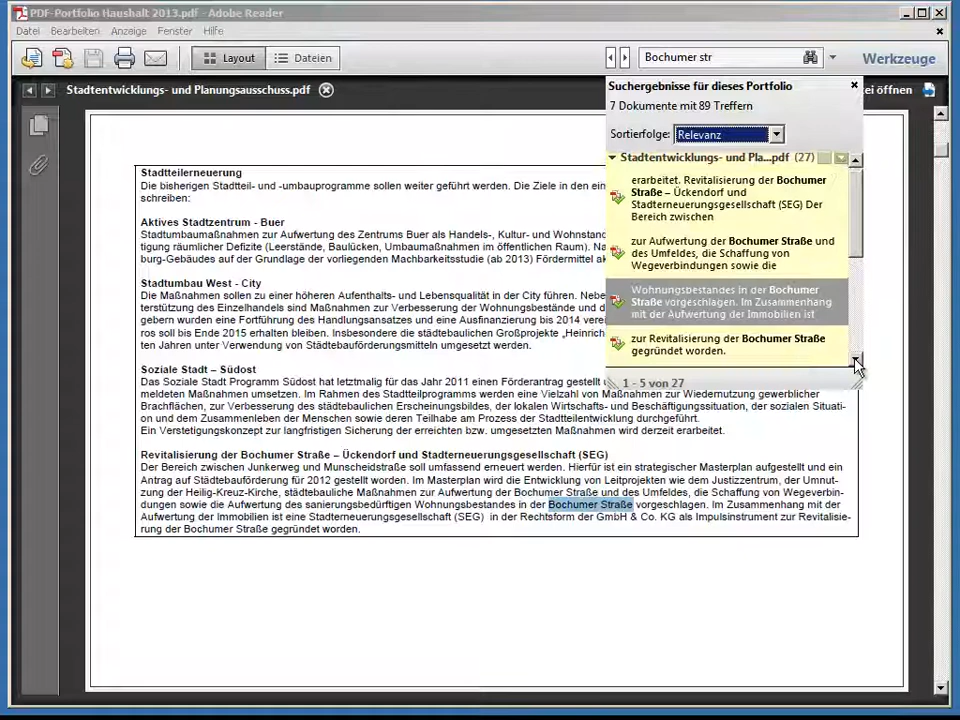 PDF-Portfolio Haushalt 2013.pdf - Adobe Reader
Datei Bearbeiten Anzeige Fenster Hilfe
Layout Dateien Bochumer str Werkzeuge
Stadtentwicklungs- und Planungsausschuss.pdf
ei öffnen
Suchergebnisse für dieses Portfolio
7 Dokumente mit 89 Treffern
Sortierfolge: Relevanz
Stadtentwicklungs- und Pla...pdf (27)
erarbeitet. Revitalisierung der Bochumer
Straße – Ückendorf und
Stadterneuerungsgesellschaft (SEG) Der
Bereich zwischen
zur Aufwertung der Bochumer Straße und
des Umfeldes, die Schaffung von
Wegeverbindungen sowie die
Wohnungsbestandes in der Bochumer
Straße vorgeschlagen. Im Zusammenhang
mit der Aufwertung der Immobilien ist
zur Revitalisierung der Bochumer Straße
gegründet worden.
1 - 5 von 27
Stadtteilerneuerung
Die bisherigen Stadtteil- und -umbauprogramme sollen weiter geführt werden. Die Ziele in den ein
schreiben:
Aktives Stadtzentrum - Buer
Stadtumbaumaßnahmen zur Aufwertung des Zentrums Buer als Handels-, Kultur- und Wohnstan
tigung räumlicher Defizite (Leerstände, Baulücken, Umbaumaßnahmen im öffentlichen Raum). Na
burg-Gebäudes auf der Grundlage der vorliegenden Machbarkeitsstudie (ab 2013) Fördermittel ak
Stadtumbau West - City
Die Maßnahmen sollen zu einer höheren Aufenthalts- und Lebensqualität in der City führen. Nebe
terstützung des Einzelhandels sind Maßnahmen zur Verbesserung des Wohnungsbestände und d
gebern wurden eine Fortführung des Handlungsansatzes und eine Ausfinanzierung bis 2014 verei
ros soll bis Ende 2015 erhalten bleiben. Insbesondere die städtebaulichen Großprojekte „Heinrich
ten Jahren unter Verwendung von Städtebauförderungsmitteln umgesetzt werden.
Soziale Stadt – Südost
Das Soziale Stadt Programm Südost hat letztmalig für das Jahr 2011 einen Förderantrag gestellt u
meldeten Maßnahmen umsetzen. Im Rahmen des Stadtteilprogramms werden eine Vielzahl von Maßnahmen zur Wiedernutzung gewerblicher
Brachflächen, zur Verbesserung des städtebaulichen Erscheinungsbildes, der lokalen Wirtschafts- und Beschäftigungssituation, der sozialen Situati-
on und dem Zusammenleben der Menschen sowie deren Teilhabe am Prozess der Stadtteilentwicklung durchgeführt.
Ein Verstetigungskonzept zur langfristigen Sicherung der erreichten bzw. umgesetzten Maßnahmen wird derzeit erarbeitet.
Revitalisierung der Bochumer Straße – Ückendorf und Stadterneuerungsgesellschaft (SEG)
Der Bereich zwischen Junkerweg und Munscheidstraße soll umfassend erneuert werden. Hierfür ist ein strategischer Masterplan aufgestellt und ein
Antrag auf Städtebauförderung für 2012 gestellt worden. Im Masterplan wird die Entwicklung von Leitprojekten wie dem Justizzentrum, der Umnut-
zung der Heilig-Kreuz-Kirche, städtebauliche Maßnahmen zur Aufwertung der Bochumer Straße und des Umfeldes, die Schaffung von Wegeverbin-
dungen sowie die Aufwertung des sanierungsbedürftigen Wohnungsbestandes in der Bochumer Straße vorgeschlagen. Im Zusammenhang mit der
Aufwertung der Immobilien ist eine Stadterneuerungsgesellschaft (SEG) in der Rechtsform der GmbH & Co. KG als Impulsinstrument zur Revitalisie-
rung der Bochumer Straße gegründet worden.